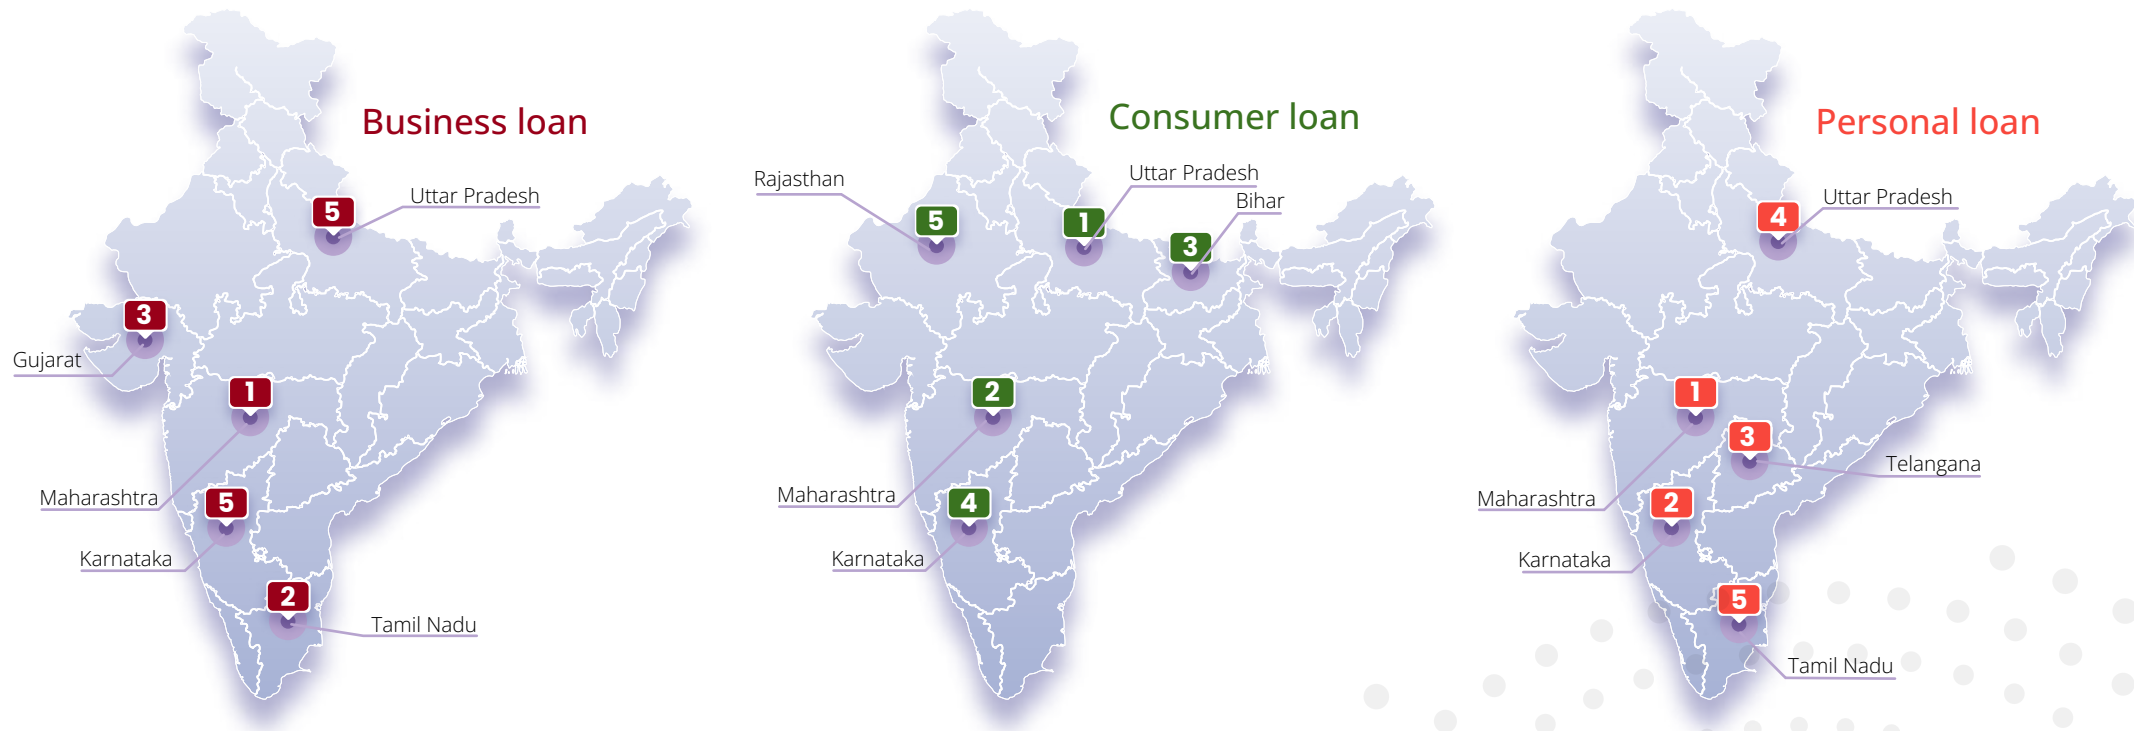 Business loan
5
Uttar Pradesh
3
Gujarat
1
Maharashtra
5
Karnataka
2
Tamil Nadu
Consumer loan
Rajasthan
5
Uttar Pradesh
1
Bihar
3
2
Maharashtra
4
Karnataka
Personal loan
4
Uttar Pradesh
1
3
Telangana
Maharashtra
2
Karnataka
5
Tamil Nadu